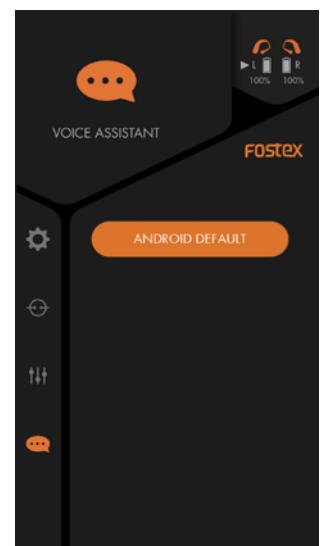 L R
100% 100%
VOICE ASSISTANT
FOSTEX
ANDROID DEFAULT